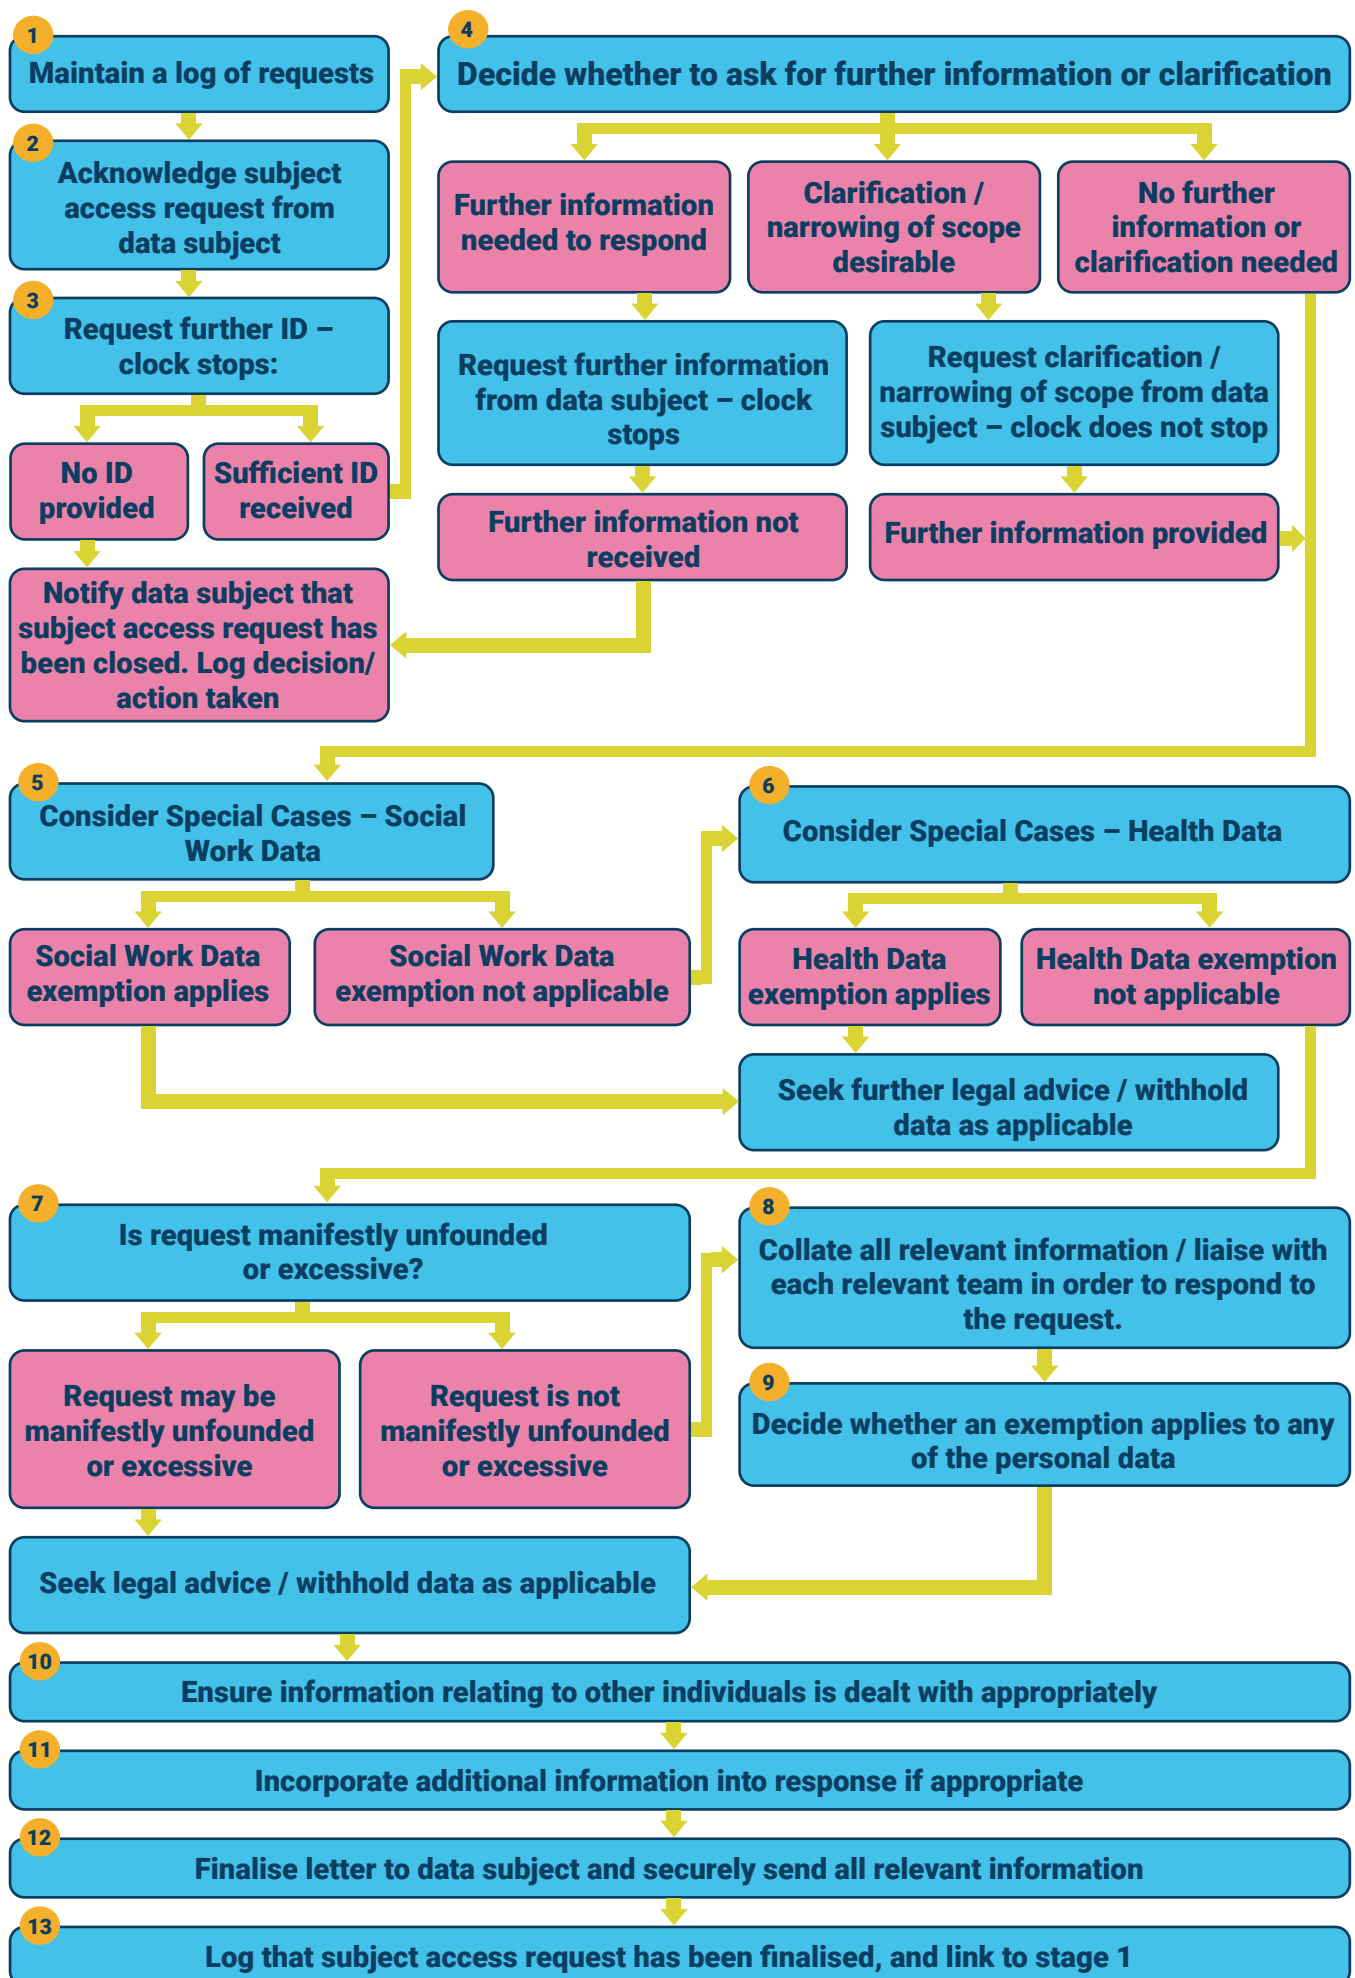 1
Maintain a log of requests
2
Acknowledge subject
access request from
data subject
3
Request further ID –
clock stops:
No ID
provided
Sufficient ID
received
Notify data subject that
subject access request has
been closed. Log decision/
action taken
4
Decide whether to ask for further information or clarification
Further information
needed to respond
Clarification /
narrowing of scope
desirable
No further
information or
clarification needed
Request further information
from data subject – clock
stops
Request clarification /
narrowing of scope from data
subject – clock does not stop
Further information not
received
Further information provided
5
Consider Special Cases – Social
Work Data
Social Work Data
exemption applies
Social Work Data
exemption not applicable
6
Consider Special Cases – Health Data
Health Data
exemption applies
Health Data exemption
not applicable
Seek further legal advice / withhold
data as applicable
7
Is request manifestly unfounded
or excessive?
Request may be
manifestly unfounded
or excessive
Request is not
manifestly unfounded
or excessive
8
Collate all relevant information / liaise with
each relevant team in order to respond to
the request.
9
Decide whether an exemption applies to any
of the personal data
Seek legal advice / withhold data as applicable
10
Ensure information relating to other individuals is dealt with appropriately
11
Incorporate additional information into response if appropriate
12
Finalise letter to data subject and securely send all relevant information
13
Log that subject access request has been finalised, and link to stage 1